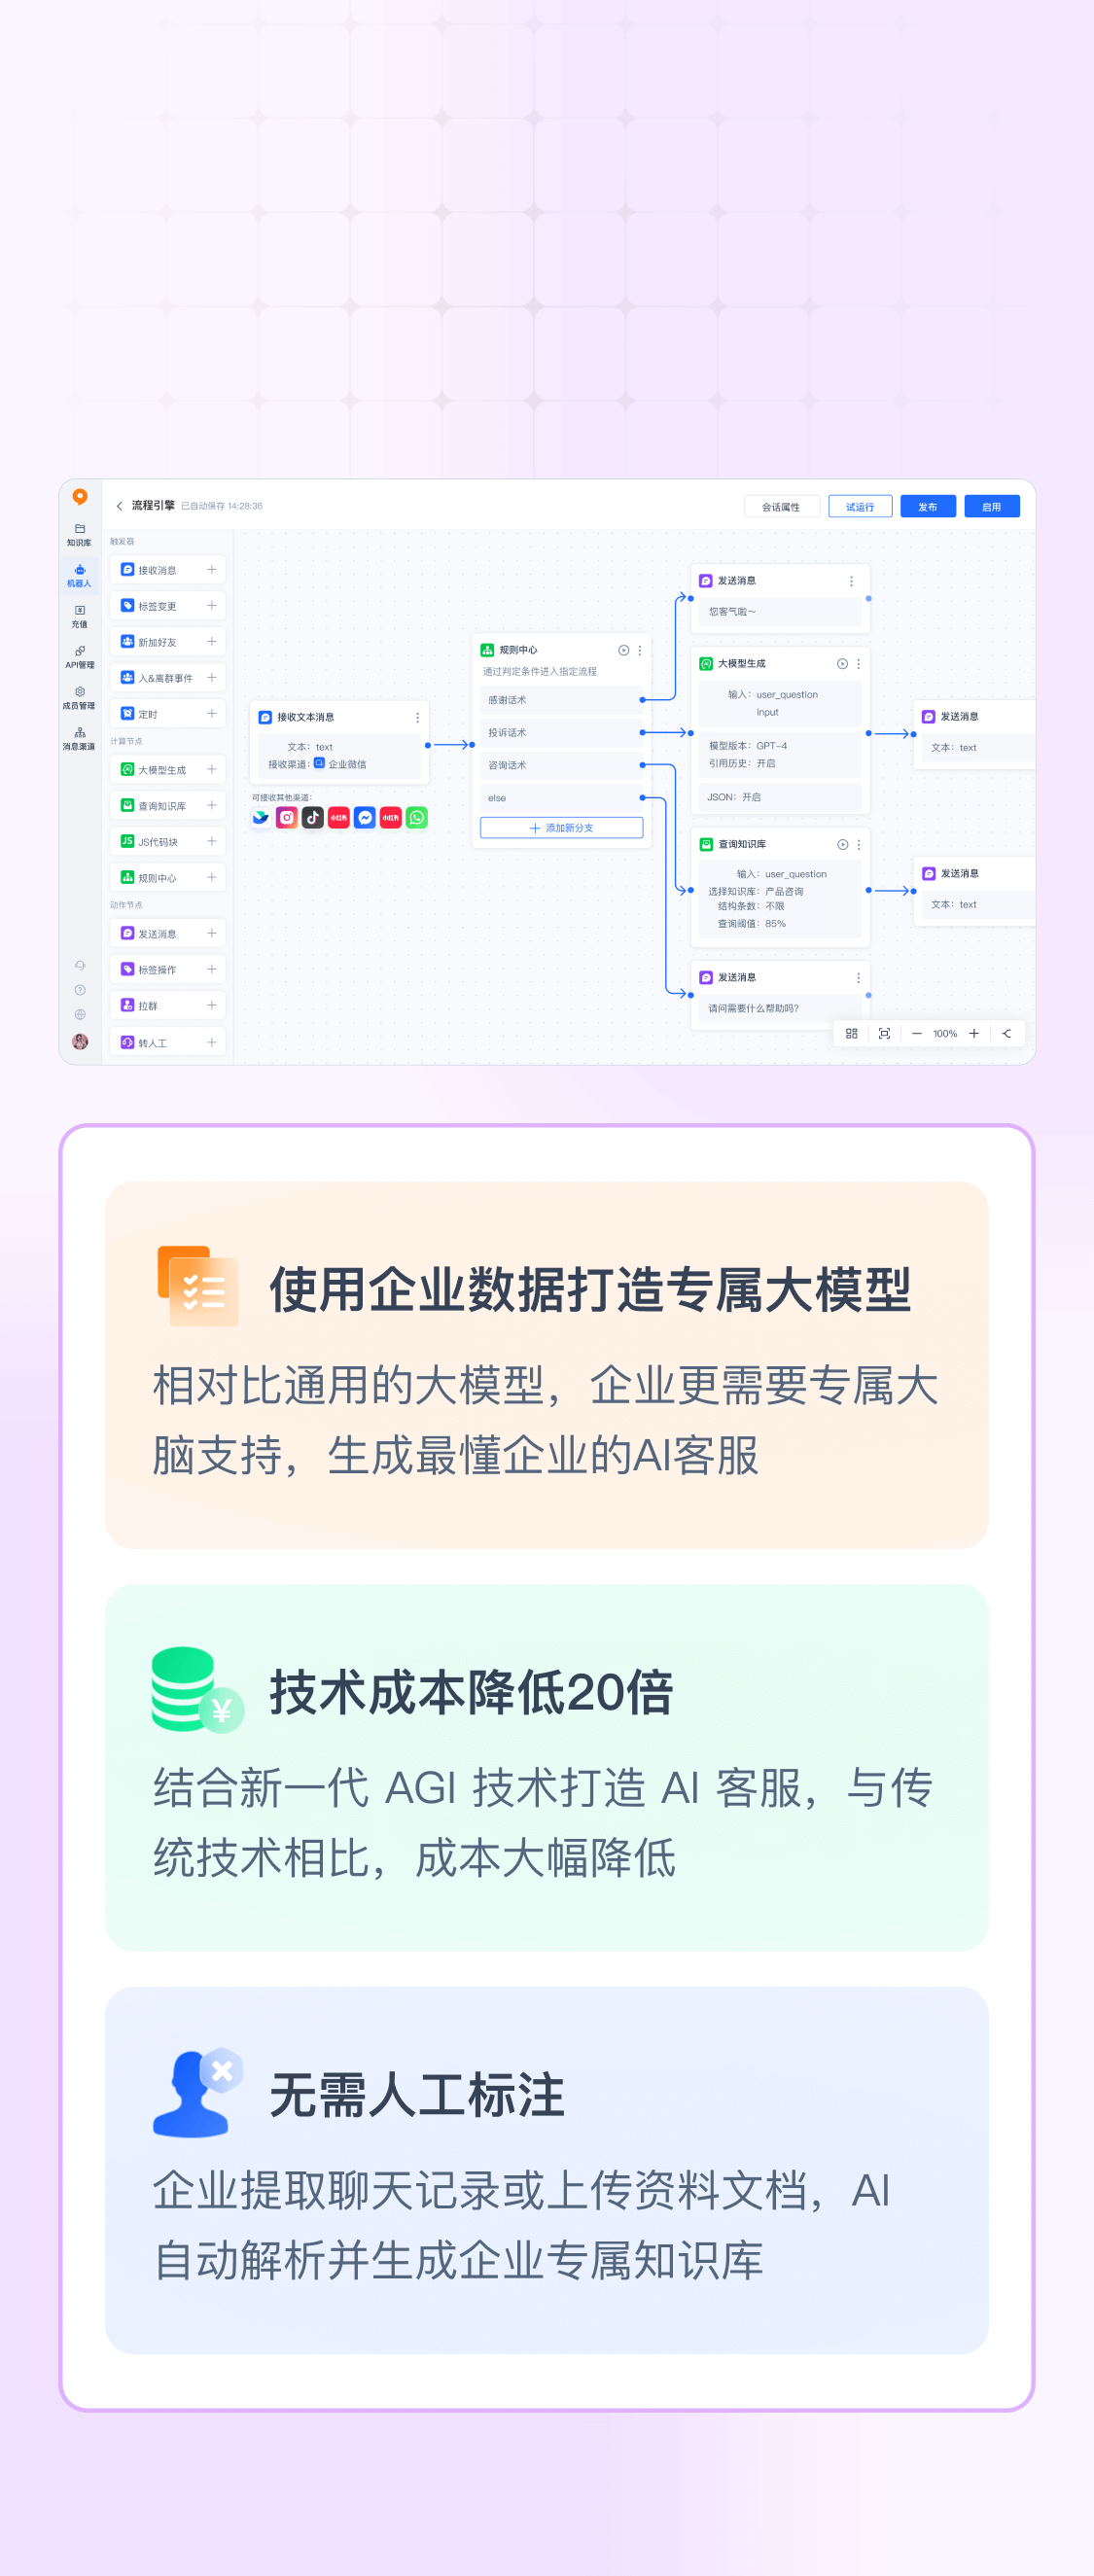 流程引擎 已自动保存 14:28:36
会话属性
试运行
发布
启用
知识库
机器人
充值
API管理
成员管理
消息渠道
触发器
接收消息
标签变更
新加好友
入&离群事件
定时
计算节点
大模型生成
查询知识库
JS JS代码块
规则中心
动作节点
发送消息
标签操作
拉群
转人工
接收文本消息
文本：text
接收渠道：企业微信
可接收其他渠道：
小红书
小红书
规则中心
通过判定条件进入指定流程
感谢话术
投诉话术
咨询话术
else
添加新分支
发送消息
您客气啦～
大模型生成
输入：user_question
input
模型版本：GPT-4
引用历史：开启
JSON：开启
查询知识库
输入：user_question
选择知识库：产品咨询
结构条数：不限
查询阈值：85%
发送消息
请问需要什么帮助吗?
发送消息
文本：text
发送消息
文本：text
100%
使用企业数据打造专属大模型
相对比通用的大模型，企业更需要专属大
脑支持，生成最懂企业的AI客服
¥
技术成本降低20倍
结合新一代 AGI 技术打造 AI 客服，与传
统技术相比，成本大幅降低
无需人工标注
企业提取聊天记录或上传资料文档，AI
自动解析并生成企业专属知识库